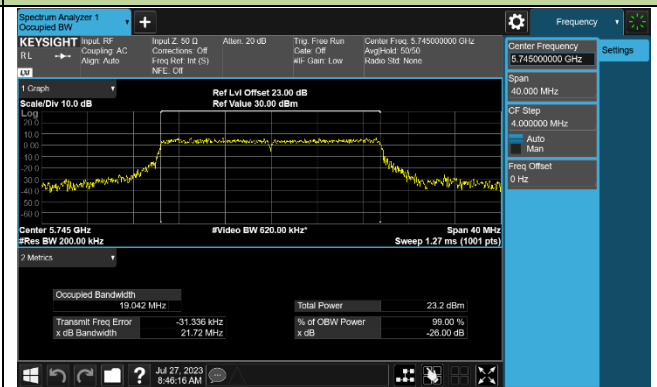 Spectrum Analyzer 1
Occupied BW
+
Frequency
KEYSIGHT Input: RF Input Z: 50 Ω Atten: 20 dB Trig: Free Run Center Freq: 5.745000000 GHz
RL Coupling: AC Corrections: Off Gate: Off Avg|Hold: 50/50
Align: Auto Freq Ref: Int (S) #IF Gain: Low Radio Std: None
LXI NFE: Off
Center Frequency
5.745000000 GHz
Settings
Span
40.000 MHz
CF Step
4.000000 MHz
Auto
Man
Freq Offset
0 Hz
1 Graph
Ref Lvl Offset 23.00 dB
Scale/Div 10.0 dB Ref Value 30.00 dBm
Log
20.0
10.0
0.00
-10.0
-20.0
-30.0
-40.0
-50.0
-60.0
Center 5.745 GHz #Video BW 620.00 kHz* Span 40 MHz
#Res BW 200.00 kHz Sweep 1.27 ms (1001 pts)
2 Metrics
Occupied Bandwidth
19.042 MHz Total Power 23.2 dBm
Transmit Freq Error -31.336 kHz % of OBW Power 99.00 %
x dB Bandwidth 21.72 MHz x dB -26.00 dB
? Jul 27, 2023
8:46:16 AM